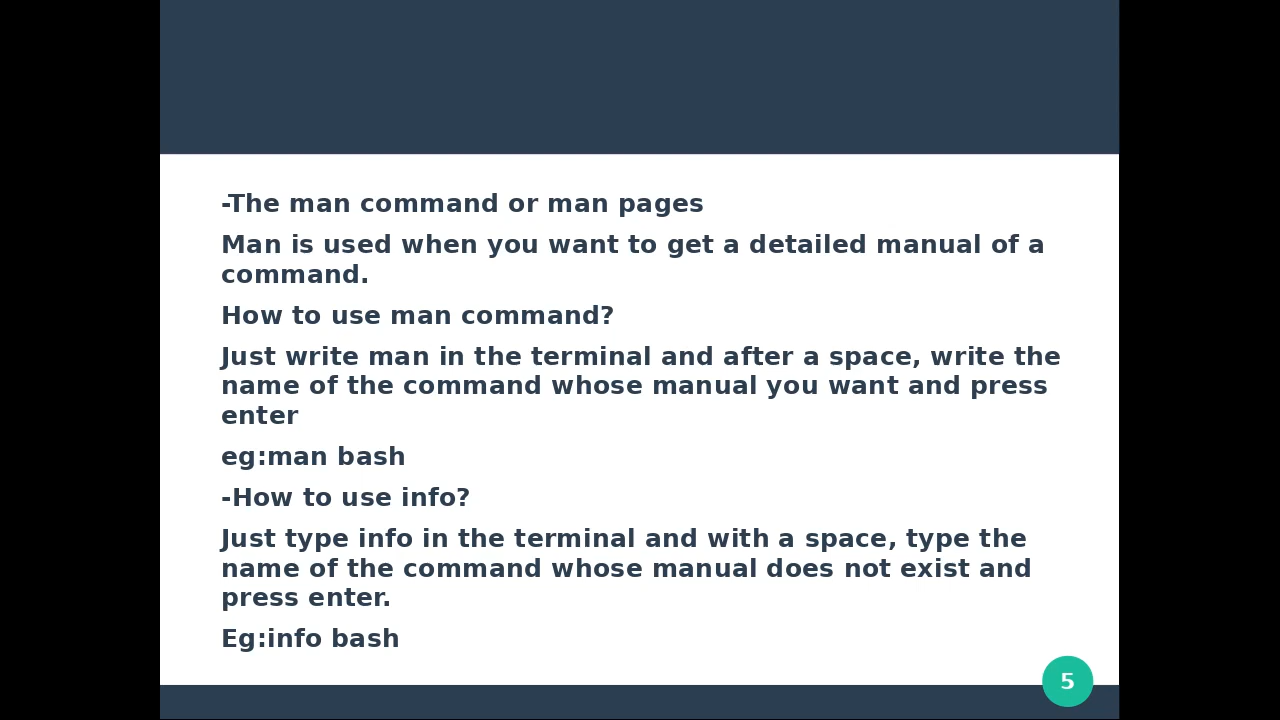 -The man command or man pages
Man is used when you want to get a detailed manual of a
command.
How to use man command?
Just write man in the terminal and after a space, write the
name of the command whose manual you want and press
enter
eg:man bash
-How to use info?
Just type info in the terminal and with a space, type the
name of the command whose manual does not exist and
press enter.
Eg:info bash
5